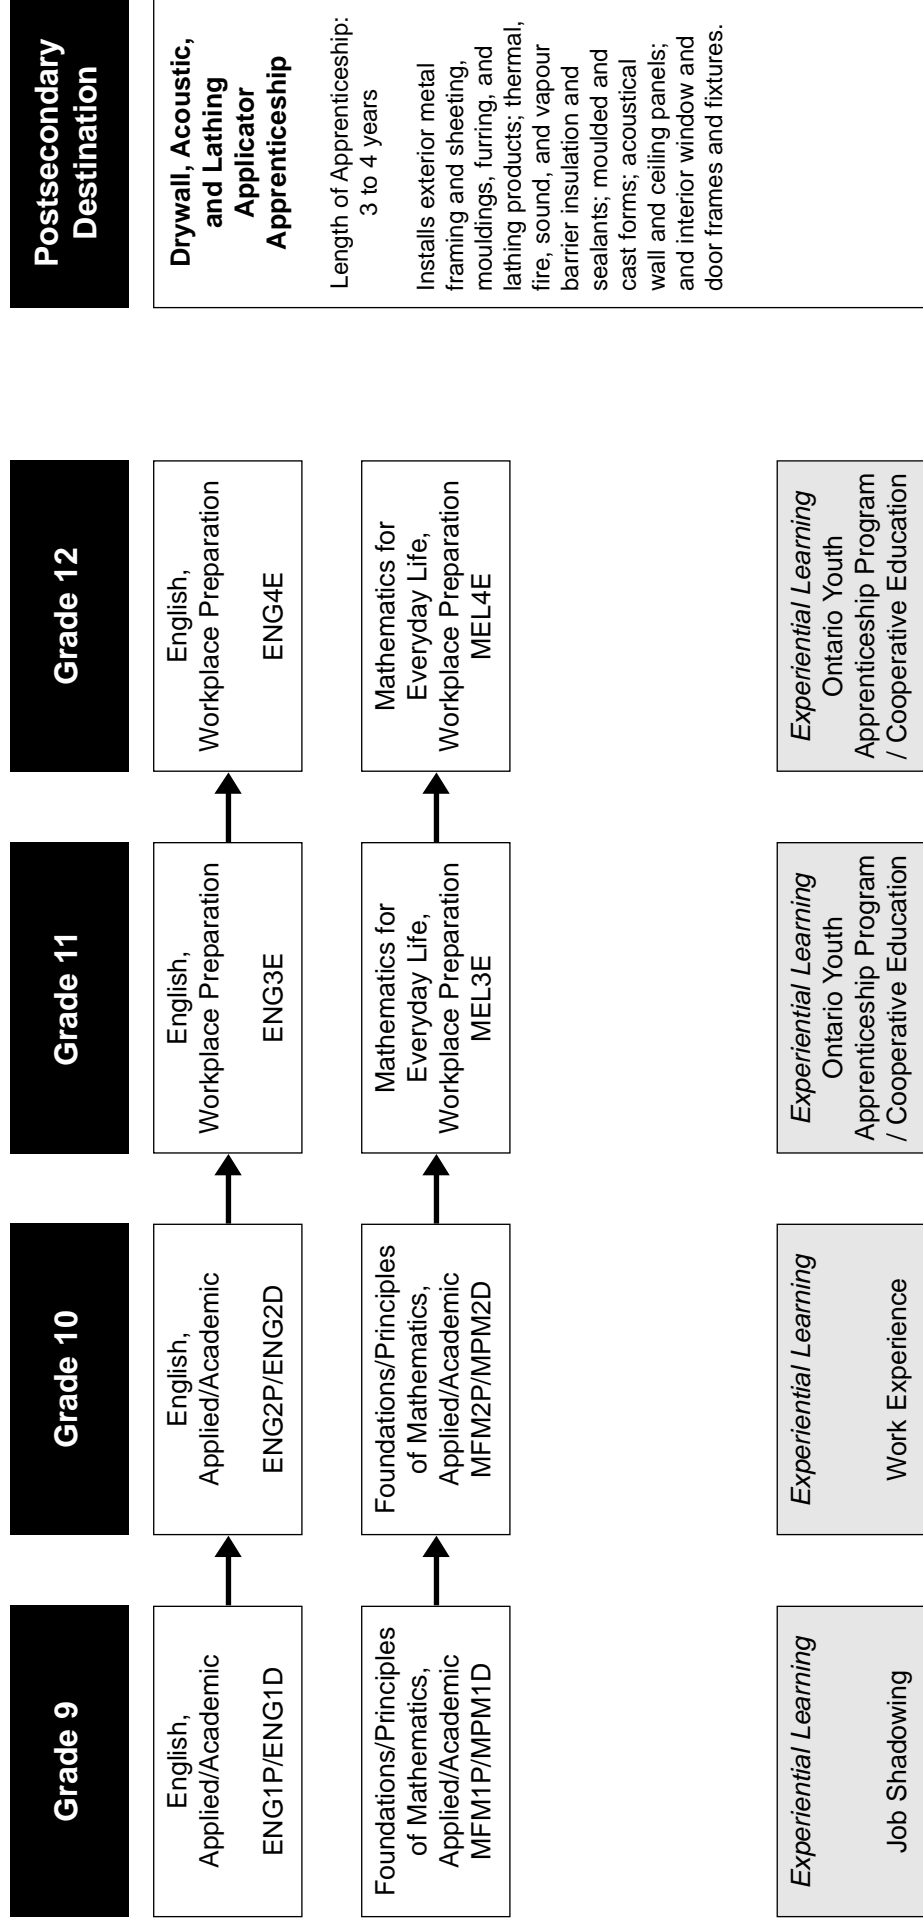 Grade 9
Grade 10
Grade 11
Grade 12
Postsecondary
Destination
English,
Applied/Academic
ENG1P/ENG1D
English,
Applied/Academic
ENG2P/ENG2D
English,
Workplace Preparation
ENG3E
English,
Workplace Preparation
ENG4E
Foundations/Principles
of Mathematics,
Applied/Academic
MFM1P/MPM1D
Foundations/Principles
of Mathematics,
Applied/Academic
MFM2P/MPM2D
Mathematics for
Everyday Life,
Workplace Preparation
MEL3E
Mathematics for
Everyday Life,
Workplace Preparation
MEL4E
Experiential Learning
Job Shadowing
Experiential Learning
Work Experience
Experiential Learning
Ontario Youth
Apprenticeship Program
/ Cooperative Education
Experiential Learning
Ontario Youth
Apprenticeship Program
/ Cooperative Education
Drywall, Acoustic,
and Lathing
Applicator
Apprenticeship
Length of Apprenticeship:
3 to 4 years
Installs exterior metal
framing and sheeting,
mouldings, furring, and
lathing products; thermal,
fire, sound, and vapour
barrier insulation and
sealants; moulded and
cast forms; acoustical
wall and ceiling panels;
and interior window and
door frames and fixtures.